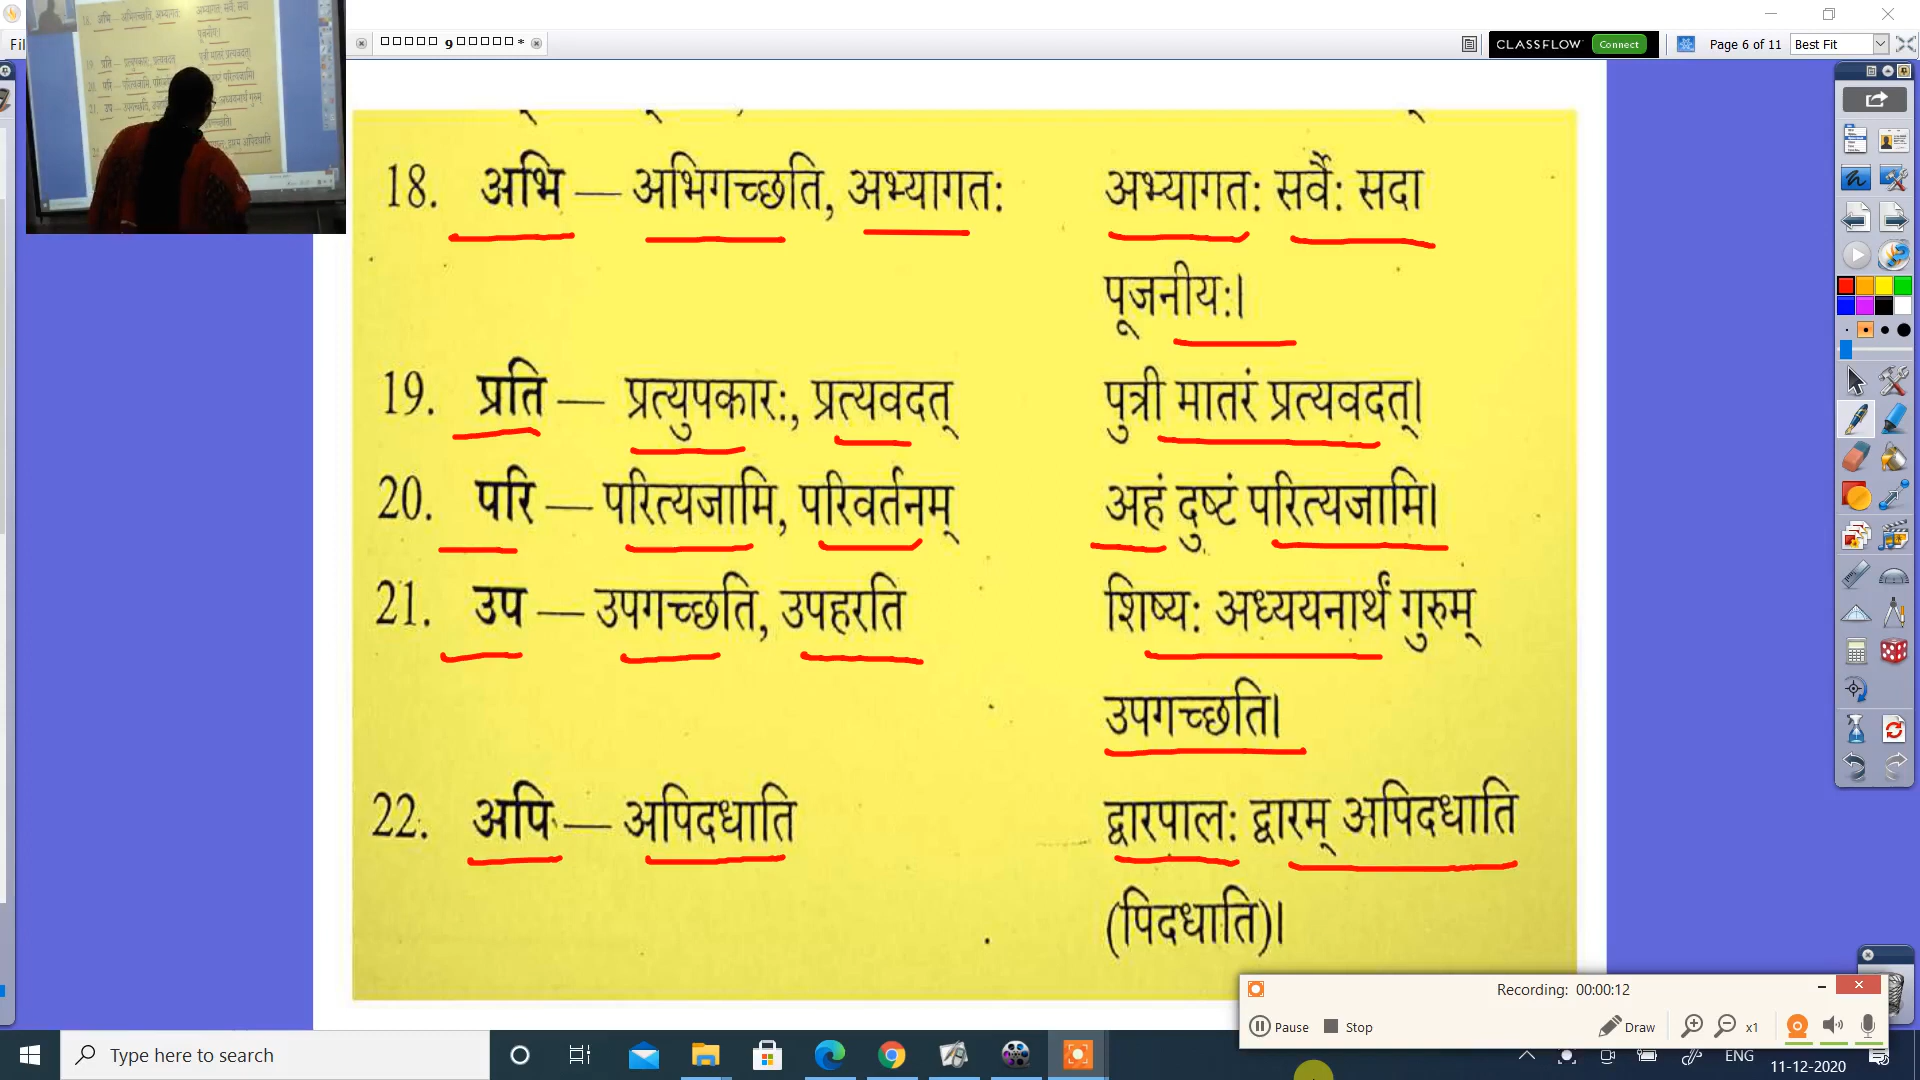 Fil
9 *
CLASSFLOW Connect
Page 6 of 11
Best Fit
18. अभि — अभिगच्छति, अभ्यागतः अभ्यागतः सर्वैः सदा
पूजनीयः।
19. प्रति — प्रत्युपकारः, प्रत्यवदत् पुत्री मातरं प्रत्यवदत्।
20. परि — परित्यजामि, परिवर्तनम् अहं दुष्टं परित्यजामि।
21. उप — उपगच्छति, उपहरति शिष्यः अध्ययनार्थं गुरुम्
उपगच्छति।
22. अपि — अपिदधाति द्वारपालः द्वारम् अपिदधाति
(पिदधाति)।
Recording: 00:00:12
Pause Stop Draw x1
Type here to search
ENG
11-12-2020